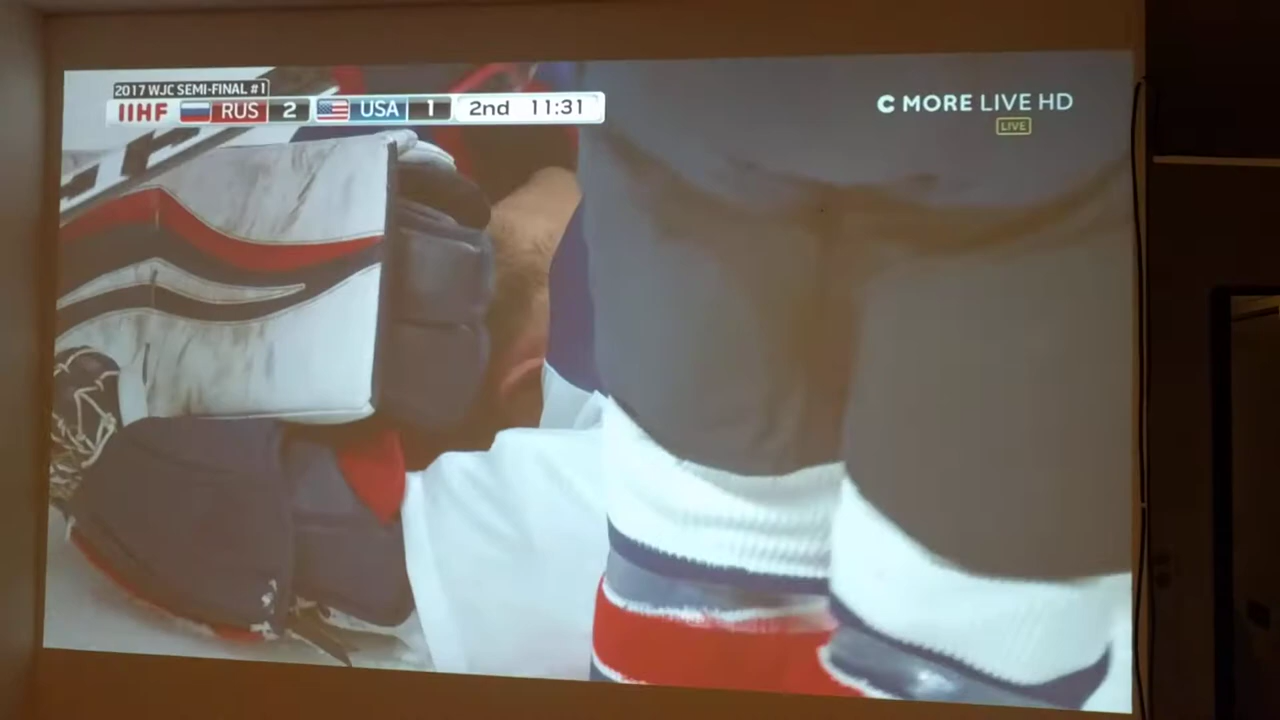 2017 WJC SEMI-FINAL #1
IIHF RUS 2 USA 1 2nd 11:31
C MORE LIVE HD
LIVE